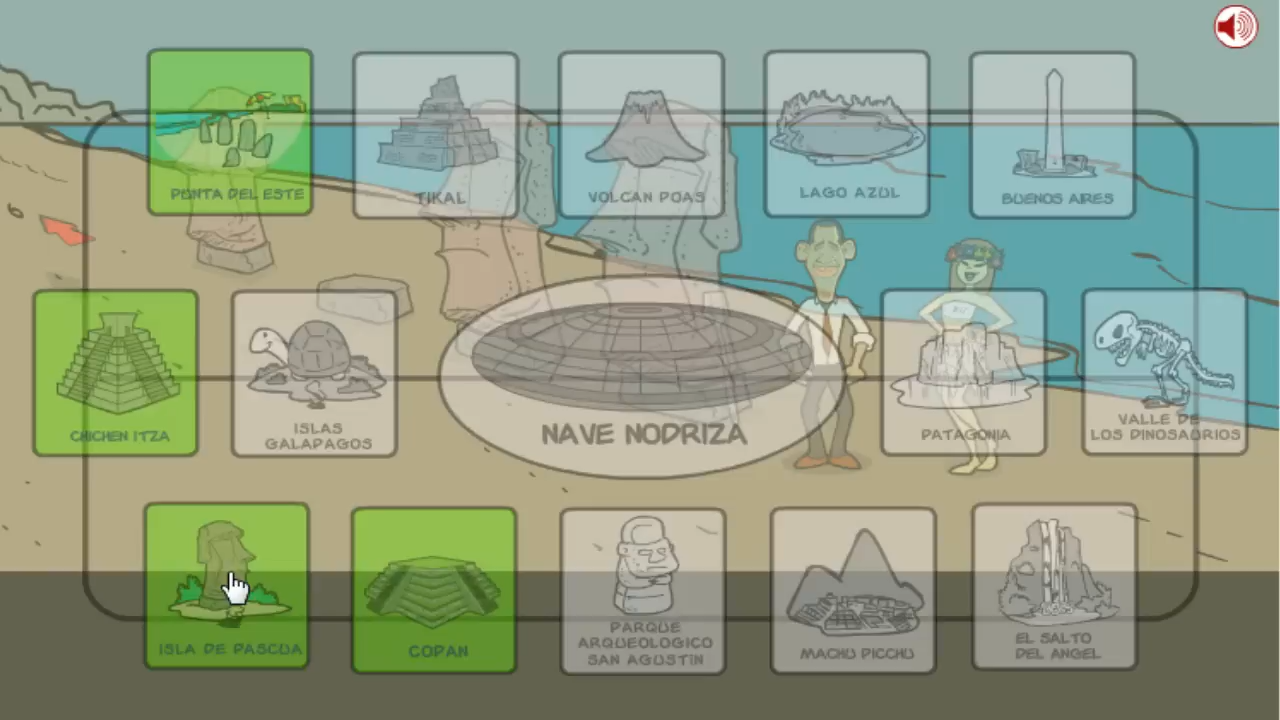 PUNTA DEL ESTE
TIKAL
VOLCAN POAS
LAGO AZUL
BUENOS AIRES
CHICHEN ITZA
ISLAS
GALAPAGOS
NAVE NODRIZA
PATAGONIA
VALLE DE
LOS DINOSAURIOS
ISLA DE PASCUA
COPAN
PARQUE
ARQUEOLOGICO
SAN AGUSTIN
MACHU PICCHU
EL SALTO
DEL ANGEL